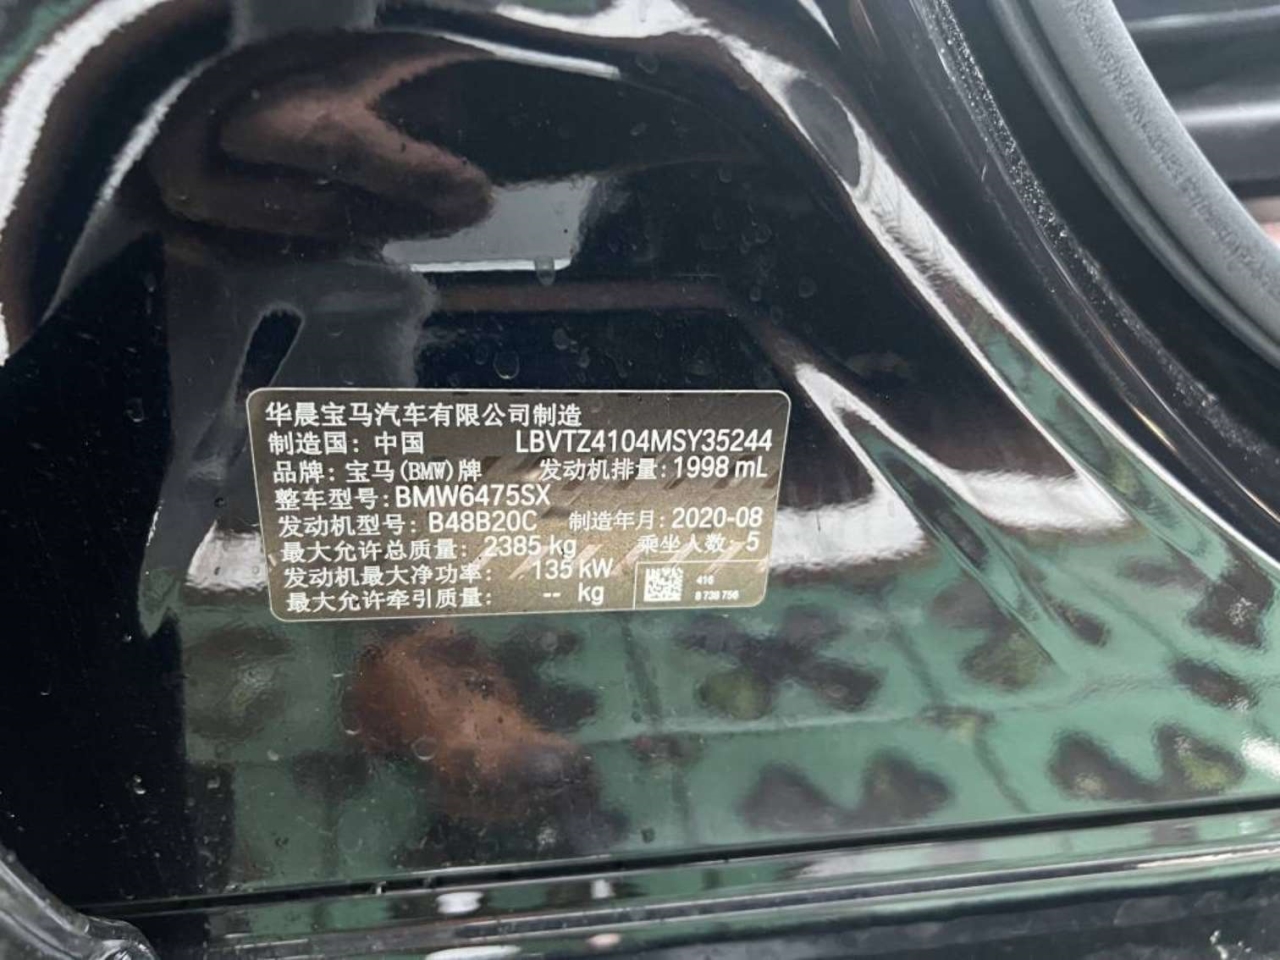 华晨宝马汽车有限公司制造
制造国: 中国 LBVTZ4104MSY35244
品牌: 宝马(BMW)牌 发动机排量: 1998 mL
整车型号: BMW6475SX
发动机型号: B48B20C 制造年月: 2020-08
最大允许总质量: 2385 kg 乘坐人数: 5
发动机最大净功率: 135 kW
最大允许牵引质量: -- kg
416
8 739 756